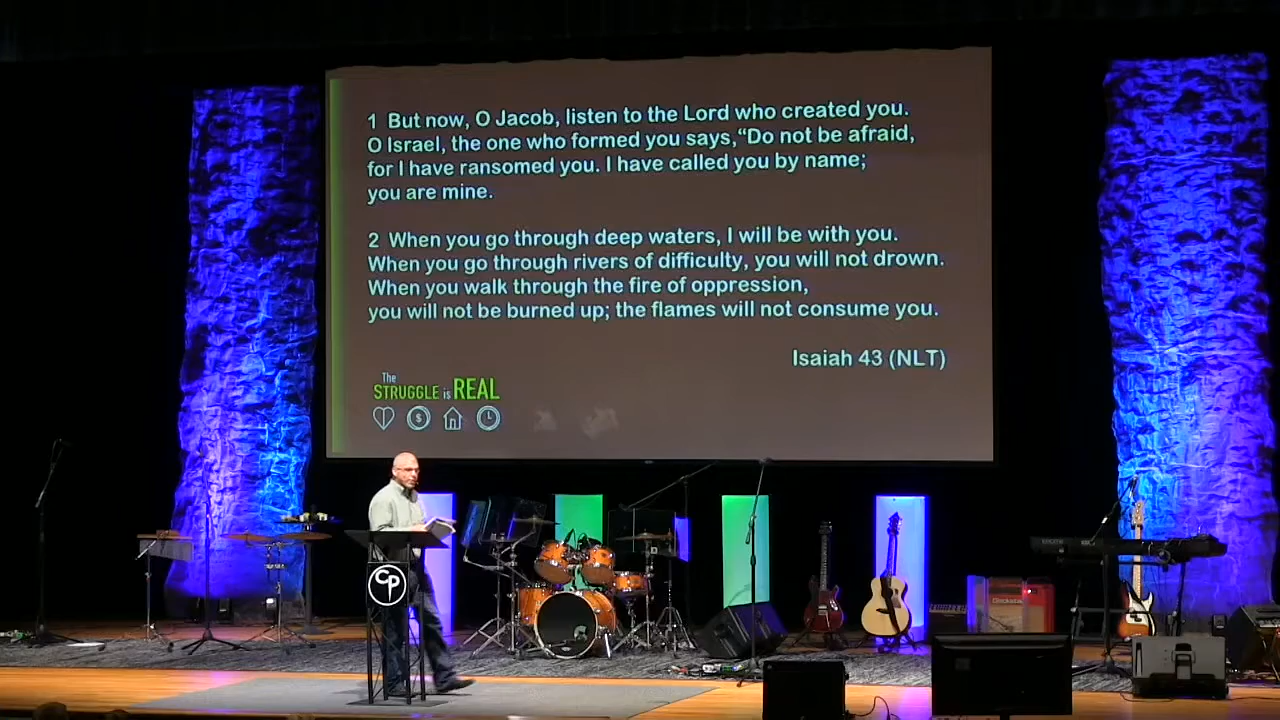 1 But now, O Jacob, listen to the Lord who created you.
O Israel, the one who formed you says, “Do not be afraid,
for I have ransomed you. I have called you by name;
you are mine.
2 When you go through deep waters, I will be with you.
When you go through rivers of difficulty, you will not drown.
When you walk through the fire of oppression,
you will not be burned up; the flames will not consume you.
Isaiah 43 (NLT)
The
STRUGGLE is REAL
$
CP